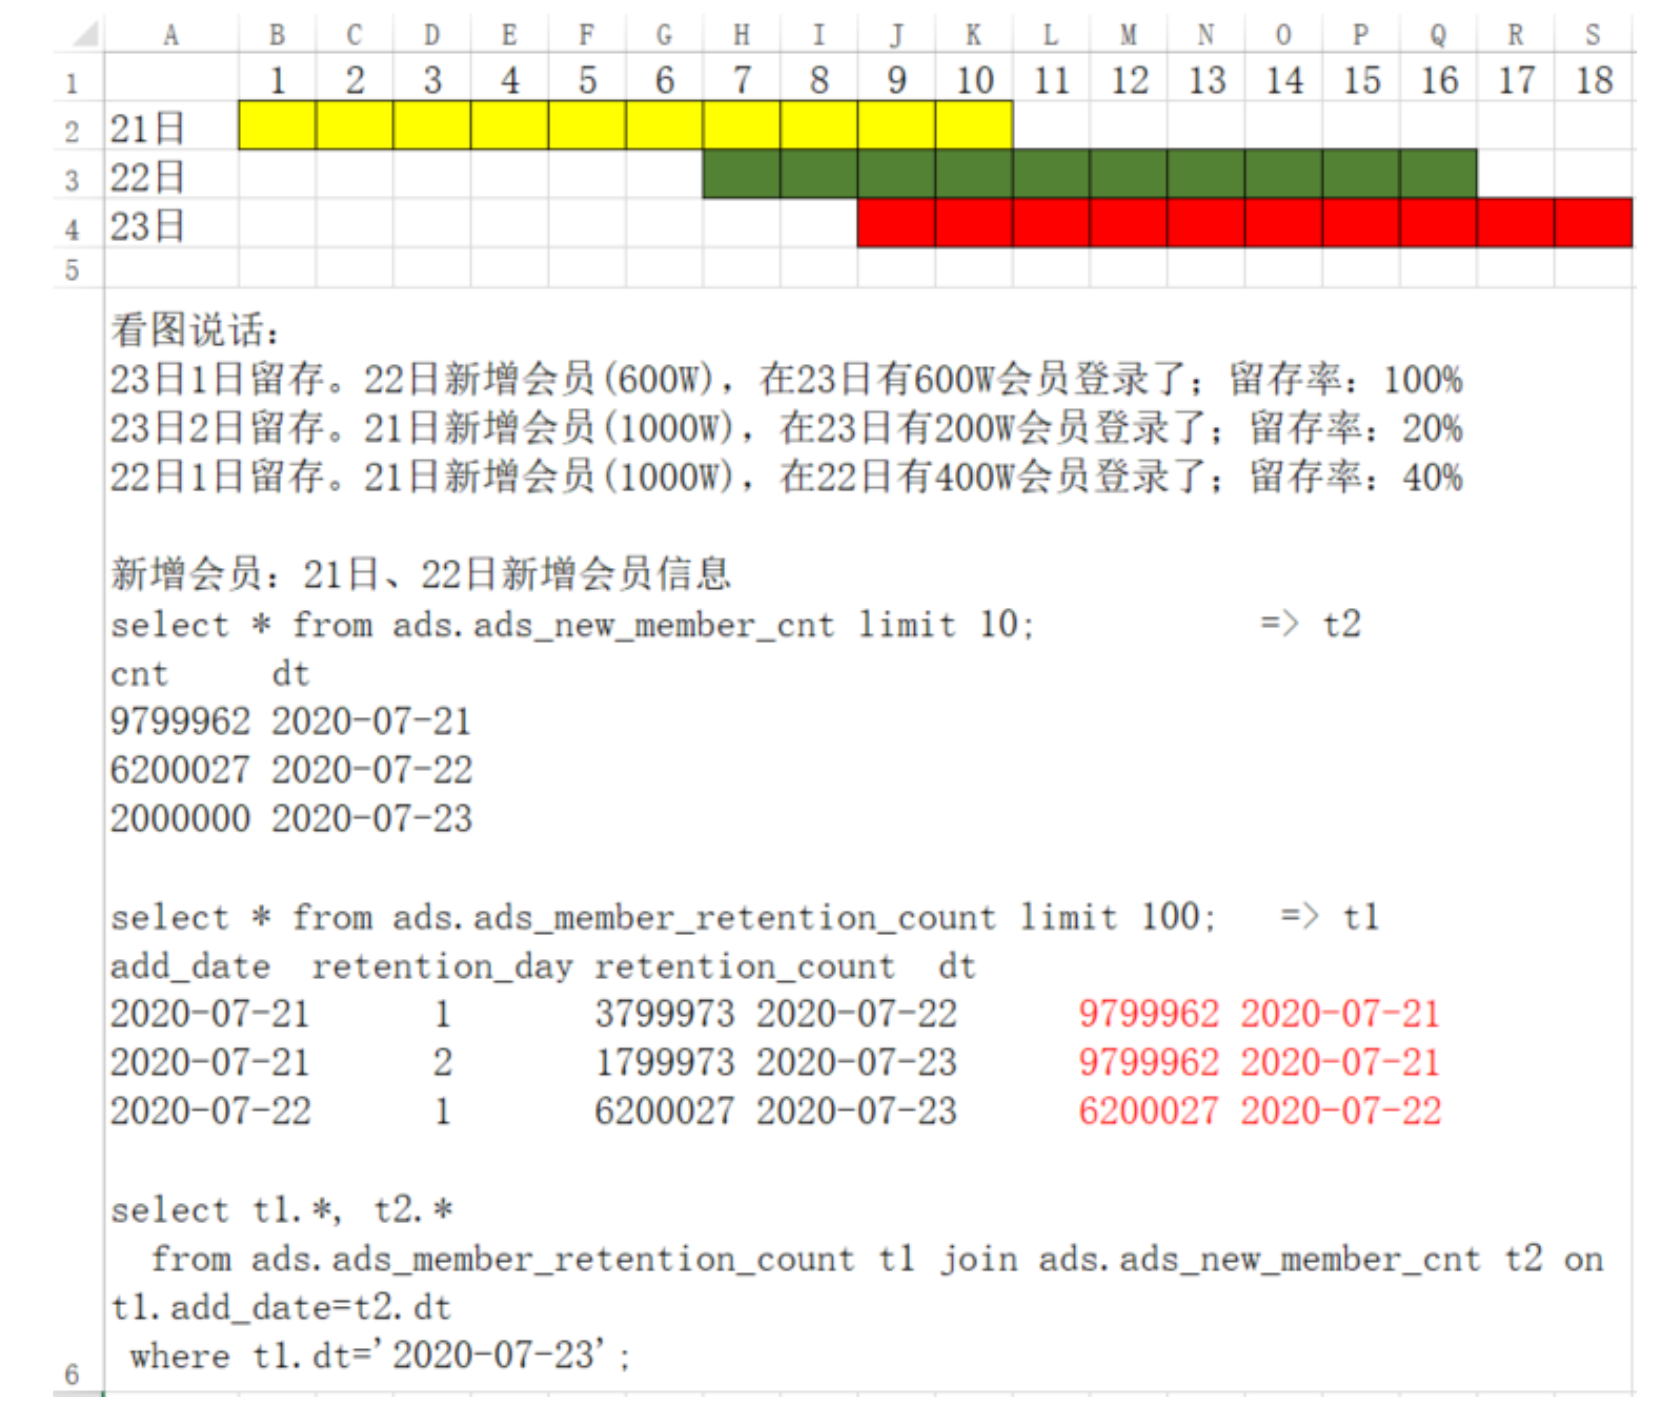 A B C D E F G H I J K L M N O P Q R S
1 1 2 3 4 5 6 7 8 9 10 11 12 13 14 15 16 17 18
2 21日
3 22日
4 23日
5
看图说话：
23日1日留存。22日新增会员(600W)，在23日有600W会员登录了；留存率：100%
23日2日留存。21日新增会员(1000W)，在23日有200W会员登录了；留存率：20%
22日1日留存。21日新增会员(1000W)，在22日有400W会员登录了；留存率：40%
新增会员：21日、22日新增会员信息
select * from ads.ads_new_member_cnt limit 10; => t2
cnt dt
9799962 2020-07-21
6200027 2020-07-22
2000000 2020-07-23
select * from ads.ads_member_retention_count limit 100; => t1
add_date retention_day retention_count dt
2020-07-21 1 3799973 2020-07-22 9799962 2020-07-21
2020-07-21 2 1799973 2020-07-23 9799962 2020-07-21
2020-07-22 1 6200027 2020-07-23 6200027 2020-07-22
select t1.*, t2.*
from ads.ads_member_retention_count t1 join ads.ads_new_member_cnt t2 on
t1.add_date=t2.dt
where t1.dt='2020-07-23';
6